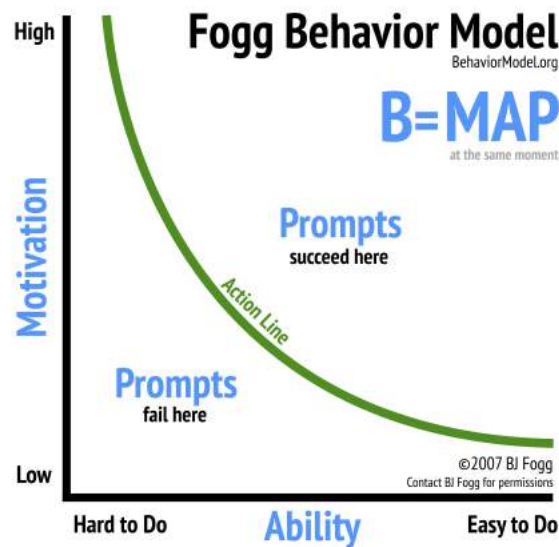 High
Fogg Behavior Model
BehaviorModel.org
B=MAP
at the same moment
Motivation
Prompts
succeed here
Action Line
Prompts
fail here
©2007 BJ Fogg
Contact BJ Fogg for permissions
Low
Hard to Do
Ability
Easy to Do